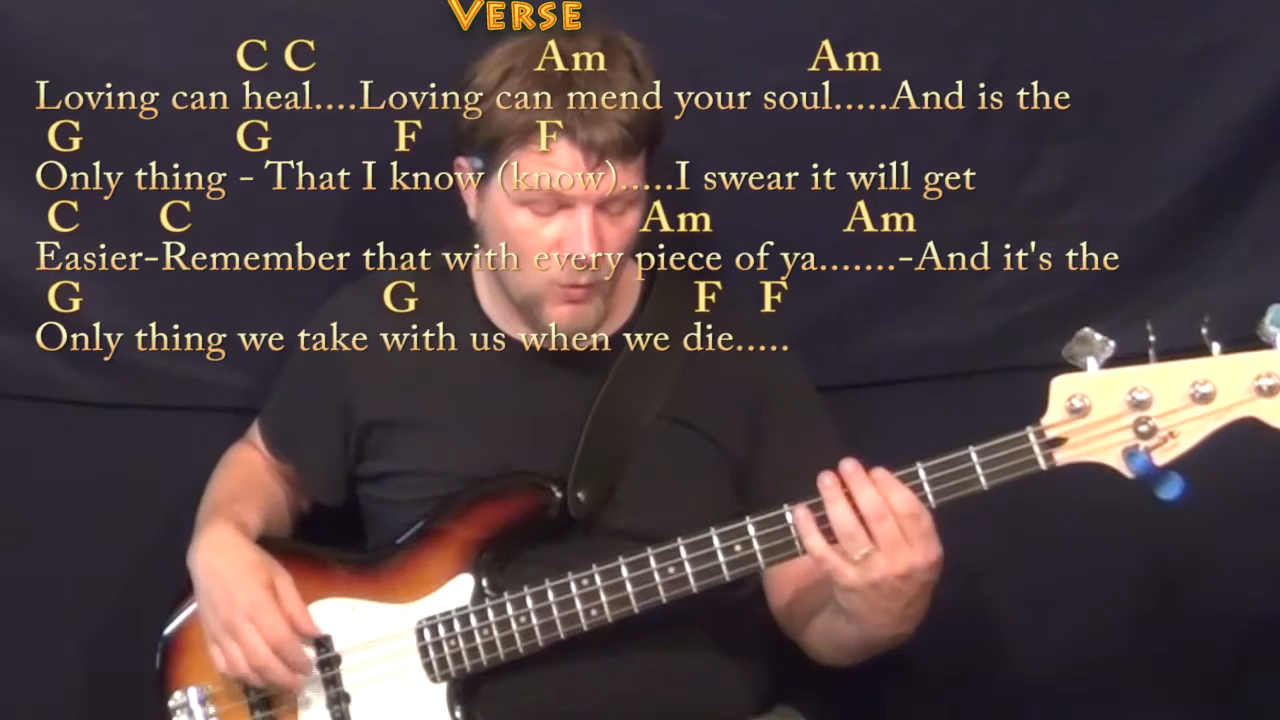 VERSE
C C Am Am
Loving can heal....Loving can mend your soul.....And is the
G G F F
Only thing - That I know (know).....I swear it will get
C C Am Am
Easier-Remember that with every piece of ya.......-And it's the
G G F F
Only thing we take with us when we die.....